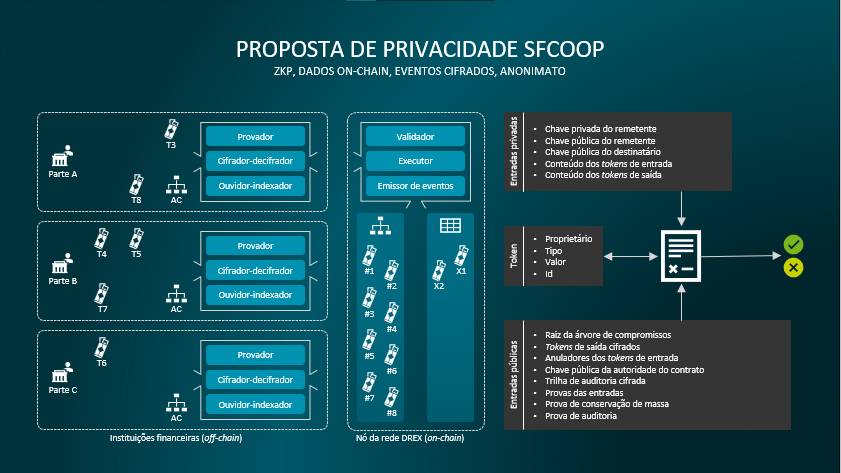 PROPOSTA DE PRIVACIDADE SFCOOP
ZKP, DADOS ON-CHAIN, EVENTOS CIFRADOS, ANONIMATO
Parte A
T3
T8
AC
Provador
Cifrador-decifrador
Ouvidor-indexador
Parte B
T4
T5
T7
AC
Provador
Cifrador-decifrador
Ouvidor-indexador
Parte C
T6
AC
Provador
Cifrador-decifrador
Ouvidor-indexador
Instituições financeiras (off-chain)
Validador
Executor
Emissor de eventos
#1
#2
#3
#4
#5
#6
#7
#8
X1
X2
Nó da rede DREX (on-chain)
Entradas privadas
• Chave privada do remetente
• Chave pública do remetente
• Chave pública do destinatário
• Conteúdo dos tokens de entrada
• Conteúdo dos tokens de saída
Token
• Proprietário
• Tipo
• Valor
• Id
Entradas públicas
• Raiz da árvore de compromissos
• Tokens de saída cifrados
• Anuladores dos tokens de entrada
• Chave pública da autoridade do contrato
• Trilha de auditoria cifrada
• Provas das entradas
• Prova de conservação de massa
• Prova de auditoria